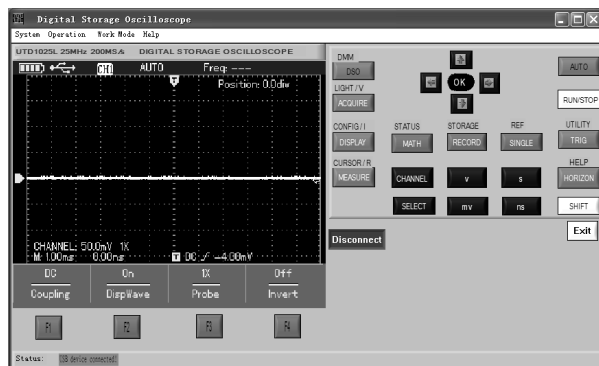 Digital Storage Oscilloscope
System Operation Work Mode Help
UTD1025L 25MHz 200MS/s DIGITAL STORAGE OSCILLOSCOPE
CH1 AUTO Freq: ----
Position: 0.0div
CHANNEL: 50.0mV 1X
M: 1.00ms 0.00ns T DC -4.00mV
DC On 1X Off
Coupling DispWave Probe Invert
F1 F2 F3 F4
DMM
DSO
OK
AUTO
LIGHT/V
ACQUIRE
RUN/STOP
CONFIG/I STATUS STORAGE REF UTILITY
DISPLAY MATH RECORD SINGLE TRIG
CURSOR/R HELP
MEASURE CHANNEL v s HORIZON
SELECT mv ns SHIFT
Disconnect
Exit
Status: USB device connected!